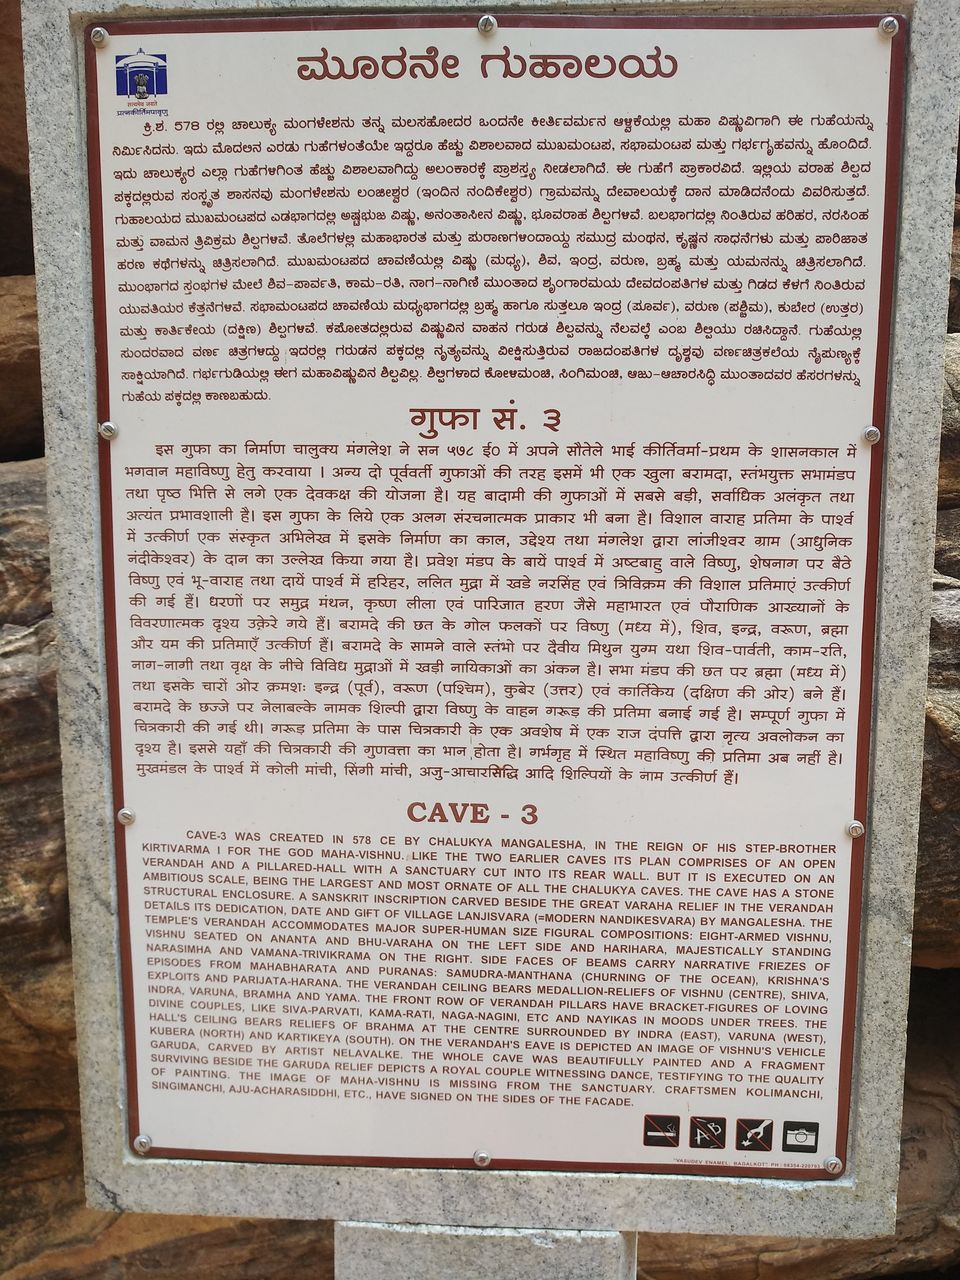 ಮೂರನೇ ಗುಹಾಲಯ
ಸತ್ಯಮೇವ ಜಯತೇ
ಪ್ರತ್ನಕೀರ್ತಿಮಪಾವೃಣು
ಕ್ರಿ.ಶ. 578 ರಲ್ಲಿ ಚಾಲುಕ್ಯ ಮಂಗಳೇಶನು ತನ್ನ ಮಲಸಹೋದರ ಒಂದನೇ ಕೀರ್ತಿವರ್ಮನ ಆಳ್ವಿಕೆಯಲ್ಲಿ ಮಹಾ ವಿಷ್ಣುವಿಗಾಗಿ ಈ ಗುಹೆಯನ್ನು
ನಿರ್ಮಿಸಿದನು. ಇದು ಮೊದಲಿನ ಎರಡು ಗುಹೆಗಳಂತೆಯೇ ಇದ್ದರೂ ಹೆಚ್ಚು ವಿಶಾಲವಾದ ಮುಖಮಂಟಪ, ಸಭಾಮಂಟಪ ಮತ್ತು ಗರ್ಭಗೃಹವನ್ನು ಹೊಂದಿದೆ.
ಇದು ಚಾಲುಕ್ಯರ ಎಲ್ಲಾ ಗುಹೆಗಳಿಗಿಂತ ಹೆಚ್ಚು ವಿಶಾಲವಾಗಿದ್ದು ಅಲಂಕಾರಕ್ಕೆ ಪ್ರಾಶಸ್ತ್ಯ ನೀಡಲಾಗಿದೆ. ಈ ಗುಹೆಗೆ ಪ್ರಾಕಾರವಿದೆ. ಇಲ್ಲಿಯ ವರಾಹ ಶಿಲ್ಪದ
ಪಕ್ಕದಲ್ಲಿರುವ ಸಂಸ್ಕೃತ ಶಾಸನವು ಮಂಗಳೇಶನು ಲಂಜೀಶ್ವರ (ಇಂದಿನ ನಂದಿಕೇಶ್ವರ) ಗ್ರಾಮವನ್ನು ದೇವಾಲಯಕ್ಕೆ ದಾನ ಮಾಡಿದನೆಂದು ವಿವರಿಸುತ್ತದೆ.
ಗುಹಾಲಯದ ಮುಖಮಂಟಪದ ಎಡಭಾಗದಲ್ಲಿ ಅಷ್ಟಭುಜ ವಿಷ್ಣು, ಅನಂತಾಸೀನ ವಿಷ್ಣು, ಭೂವರಾಹ ಶಿಲ್ಪಗಳಿವೆ. ಬಲಭಾಗದಲ್ಲಿ ನಿಂತಿರುವ ಹರಿಹರ, ನರಸಿಂಹ
ಮತ್ತು ವಾಮನ ತ್ರಿವಿಕ್ರಮ ಶಿಲ್ಪಗಳಿವೆ. ತೊಲೆಗಳಲ್ಲಿ ಮಹಾಭಾರತ ಮತ್ತು ಪುರಾಣಗಳಿಂದಾಯ್ದ ಸಮುದ್ರ ಮಂಥನ, ಕೃಷ್ಣನ ಸಾಧನೆಗಳು ಮತ್ತು ಪಾರಿಜಾತ
ಹರಣ ಕಥೆಗಳನ್ನು ಚಿತ್ರಿಸಲಾಗಿದೆ. ಮುಖಮಂಟಪದ ಚಾವಣಿಯಲ್ಲಿ ವಿಷ್ಣು (ಮಧ್ಯ), ಶಿವ, ಇಂದ್ರ, ವರುಣ, ಬ್ರಹ್ಮ ಮತ್ತು ಯಮನನ್ನು ಚಿತ್ರಿಸಲಾಗಿದೆ.
ಮುಂಭಾಗದ ಸ್ತಂಭಗಳ ಮೇಲೆ ಶಿವ-ಪಾರ್ವತಿ, ಕಾಮ-ರತಿ, ನಾಗ-ನಾಗಿಣಿ ಮುಂತಾದ ಶೃಂಗಾರಮಯ ದೇವದಂಪತಿಗಳ ಮತ್ತು ಗಿಡದ ಕೆಳಗೆ ನಿಂತಿರುವ
ಯುವತಿಯರ ಕೆತ್ತನೆಗಳಿವೆ. ಸಭಾಮಂಟಪದ ಚಾವಣಿಯ ಮಧ್ಯಭಾಗದಲ್ಲಿ ಬ್ರಹ್ಮ ಹಾಗೂ ಸುತ್ತಲೂ ಇಂದ್ರ (ಪೂರ್ವ), ವರುಣ (ಪಶ್ಚಿಮ), ಕುಬೇರ (ಉತ್ತರ)
ಮತ್ತು ಕಾರ್ತಿಕೇಯ (ದಕ್ಷಿಣ) ಶಿಲ್ಪಗಳಿವೆ. ಕಪೋತದಲ್ಲಿರುವ ವಿಷ್ಣುವಿನ ವಾಹನ ಗರುಡ ಶಿಲ್ಪವನ್ನು ನೆಲವಲ್ಕೆ ಎಂಬ ಶಿಲ್ಪಿಯು ರಚಿಸಿದ್ದಾನೆ. ಗುಹೆಯಲ್ಲಿ
ಸುಂದರವಾದ ವರ್ಣ ಚಿತ್ರಗಳಿದ್ದು ಇದರಲ್ಲಿ ಗರುಡನ ಪಕ್ಕದಲ್ಲಿ ನೃತ್ಯವನ್ನು ವೀಕ್ಷಿಸುತ್ತಿರುವ ರಾಜದಂಪತಿಗಳ ದೃಶ್ಯವು ವರ್ಣಚಿತ್ರಕಲೆಯ ನೈಪುಣ್ಯಕ್ಕೆ
ಸಾಕ್ಷಿಯಾಗಿದೆ. ಗರ್ಭಗುಡಿಯಲ್ಲಿ ಈಗ ಮಹಾವಿಷ್ಣುವಿನ ಶಿಲ್ಪವಿಲ್ಲ. ಶಿಲ್ಪಿಗಳಾದ ಕೋಳಿಮಂಚಿ, ಸಿಂಗಿಮಂಚಿ, ಆಜು-ಆಚಾರಸಿದ್ಧಿ ಮುಂತಾದವರ ಹೆಸರಗಳನ್ನು
ಗುಹೆಯ ಪಕ್ಕದಲ್ಲಿ ಕಾಣಬಹುದು.
गुफा सं. ३
इस गुफा का निर्माण चालुक्य मंगलेश ने सन ५७८ ई० में अपने सौतेले भाई कीर्तिवर्मा-प्रथम के शासनकाल में
भगवान महाविष्णु हेतु करवाया । अन्य दो पूर्ववर्ती गुफाओं की तरह इसमें भी एक खुला बरामदा, स्तंभयुक्त सभामंडप
तथा पृष्ठ भित्ति से लगे एक देवकक्ष की योजना है। यह बादामी की गुफाओं में सबसे बड़ी, सर्वाधिक अलंकृत तथा
अत्यंत प्रभावशाली है। इस गुफा के लिये एक अलग संरचनात्मक प्राकार भी बना है। विशाल वाराह प्रतिमा के पार्श्व
में उत्कीर्ण एक संस्कृत अभिलेख में इसके निर्माण का काल, उद्देश्य तथा मंगलेश द्वारा लांजीश्वर ग्राम (आधुनिक
नंदीकेश्वर) के दान का उल्लेख किया गया है। प्रवेश मंडप के बायें पार्श्व में अष्टबाहु वाले विष्णु, शेषनाग पर बैठे
विष्णु एवं भू-वाराह तथा दायें पार्श्व में हरिहर, ललित मुद्रा में खडे नरसिंह एवं त्रिविक्रम की विशाल प्रतिमाएं उत्कीर्ण
की गई हैं। धरणों पर समुद्र मंथन, कृष्ण लीला एवं पारिजात हरण जैसे महाभारत एवं पौराणिक आख्यानों के
विवरणात्मक दृश्य उक़ेरे गये हैं। बरामदे की छत के गोल फलकों पर विष्णु (मध्य में), शिव, इन्द्र, वरूण, ब्रह्मा
और यम की प्रतिमाएँ उत्कीर्ण हैं। बरामदे के सामने वाले स्तंभो पर दैवीय मिथुन युग्म यथा शिव-पार्वती, काम-रति,
नाग-नागी तथा वृक्ष के नीचे विविध मुद्राओं में खड़ी नायिकाओं का अंकन है। सभा मंडप की छत पर ब्रह्मा (मध्य में)
तथा इसके चारों ओर क्रमशः इन्द्र (पूर्व), वरूण (पश्चिम), कुबेर (उत्तर) एवं कार्तिकेय (दक्षिण की ओर) बने हैं।
बरामदे के छज्जे पर नेलाबल्के नामक शिल्पी द्वारा विष्णु के वाहन गरूड़ की प्रतिमा बनाई गई है। सम्पूर्ण गुफा में
चित्रकारी की गई थी। गरूड़ प्रतिमा के पास चित्रकारी के एक अवशेष में एक राज दंपत्ति द्वारा नृत्य अवलोकन का
दृश्य है। इससे यहाँ की चित्रकारी की गुणवत्ता का भान होता है। गर्भगृह में स्थित महाविष्णु की प्रतिमा अब नहीं है।
मुखमंडल के पार्श्व में कोली मांची, सिंगी मांची, अजु-आचारसिद्धि आदि शिल्पियों के नाम उत्कीर्ण हैं।
CAVE - 3
CAVE-3 WAS CREATED IN 578 CE BY CHALUKYA MANGALESHA, IN THE REIGN OF HIS STEP-BROTHER
KIRTIVARMA I FOR THE GOD MAHA-VISHNU. LIKE THE TWO EARLIER CAVES ITS PLAN COMPRISES OF AN OPEN
VERANDAH AND A PILLARED-HALL WITH A SANCTUARY CUT INTO ITS REAR WALL. BUT IT IS EXECUTED ON AN
AMBITIOUS SCALE, BEING THE LARGEST AND MOST ORNATE OF ALL THE CHALUKYA CAVES. THE CAVE HAS A STONE
STRUCTURAL ENCLOSURE. A SANSKRIT INSCRIPTION CARVED BESIDE THE GREAT VARAHA RELIEF IN THE VERANDAH
DETAILS ITS DEDICATION, DATE AND GIFT OF VILLAGE LANJISVARA (=MODERN NANDIKESVARA) BY MANGALESHA. THE
TEMPLE'S VERANDAH ACCOMMODATES MAJOR SUPER-HUMAN SIZE FIGURAL COMPOSITIONS: EIGHT-ARMED VISHNU,
VISHNU SEATED ON ANANTA AND BHU-VARAHA ON THE LEFT SIDE AND HARIHARA, MAJESTICALLY STANDING
NARASIMHA AND VAMANA-TRIVIKRAMA ON THE RIGHT. SIDE FACES OF BEAMS CARRY NARRATIVE FRIEZES OF
EPISODES FROM MAHABHARATA AND PURANAS: SAMUDRA-MANTHANA (CHURNING OF THE OCEAN), KRISHNA'S
EXPLOITS AND PARIJATA-HARANA. THE VERANDAH CEILING BEARS MEDALLION-RELIEFS OF VISHNU (CENTRE), SHIVA,
INDRA, VARUNA, BRAMHA AND YAMA. THE FRONT ROW OF VERANDAH PILLARS HAVE BRACKET-FIGURES OF LOVING
DIVINE COUPLES, LIKE SIVA-PARVATI, KAMA-RATI, NAGA-NAGINI, ETC AND NAYIKAS IN MOODS UNDER TREES. THE
HALL'S CEILING BEARS RELIEFS OF BRAHMA AT THE CENTRE SURROUNDED BY INDRA (EAST), VARUNA (WEST),
KUBERA (NORTH) AND KARTIKEYA (SOUTH). ON THE VERANDAH'S EAVE IS DEPICTED AN IMAGE OF VISHNU'S VEHICLE
GARUDA, CARVED BY ARTIST NELAVALKE. THE WHOLE CAVE WAS BEAUTIFULLY PAINTED AND A FRAGMENT
SURVIVING BESIDE THE GARUDA RELIEF DEPICTS A ROYAL COUPLE WITNESSING DANCE, TESTIFYING TO THE QUALITY
OF PAINTING. THE IMAGE OF MAHA-VISHNU IS MISSING FROM THE SANCTUARY. CRAFTSMEN KOLIMANCHI,
SINGIMANCHI, AJU-ACHARASIDDHI, ETC., HAVE SIGNED ON THE SIDES OF THE FACADE.
AB
"VASUDEV ENAMEL, BAGALKOT" PH : 08354-220793